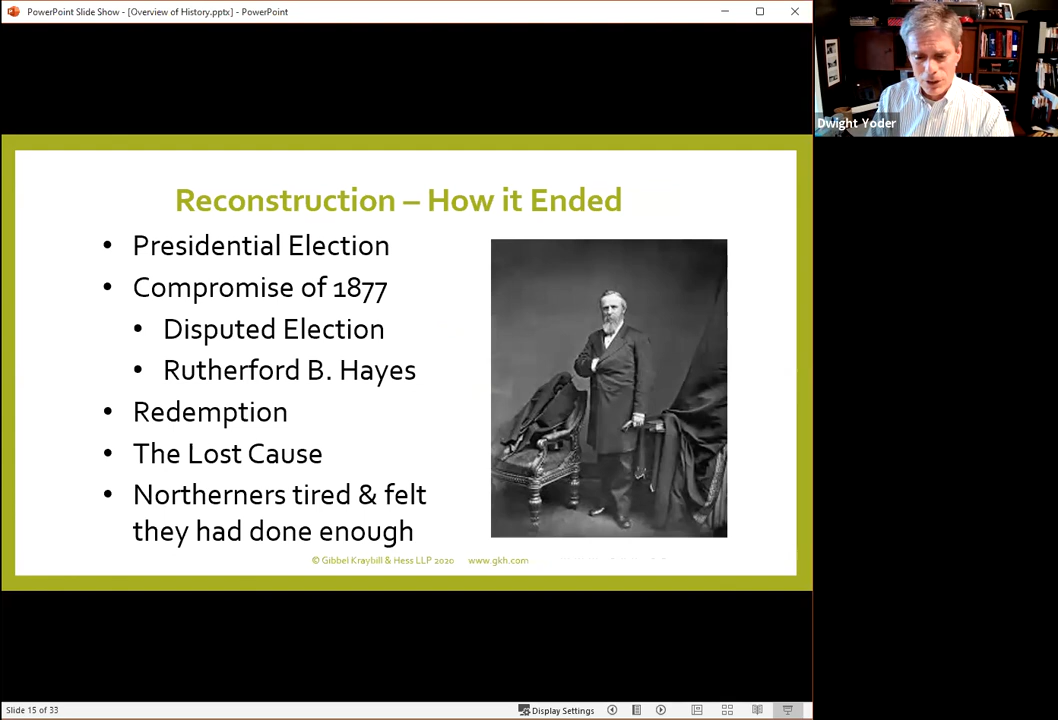 PowerPoint Slide Show - [Overview of History.pptx] - PowerPoint
Dwight Yoder
Reconstruction – How it Ended
• Presidential Election
• Compromise of 1877
• Disputed Election
• Rutherford B. Hayes
• Redemption
• The Lost Cause
• Northerners tired & felt
they had done enough
© Gibbel Kraybill & Hess LLP 2020 www.gkh.com
Slide 15 of 33
Display Settings